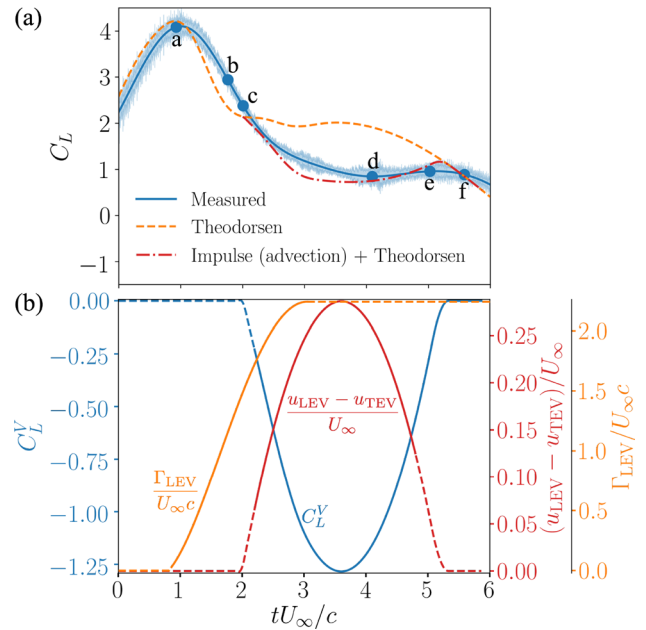 (a)
4
3
2
1
0
−1
C_L
a
b
c
d
e
f
Measured
Theodorsen
Impulse (advection) + Theodorsen
(b)
0.00
−0.25
−0.50
−0.75
−1.00
−1.25
C_L^V
Γ_LEV
U_∞c
u_LEV − u_TEV
U_∞
C_L^V
0.25
0.20
0.15
0.10
0.05
0.00
(u_LEV − u_TEV)/U_∞
2.0
1.5
1.0
0.5
0.0
Γ_LEV/U_∞c
0 1 2 3 4 5 6
tU_∞/c